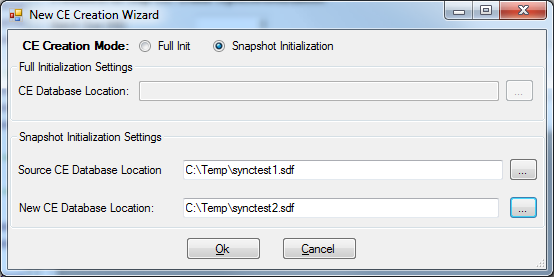 New CE Creation Wizard
CE Creation Mode: Full Init Snapshot Initialization
Full Initialization Settings
CE Database Location: ...
Snapshot Initialization Settings
Source CE Database Location C:\Temp\synctest1.sdf ...
New CE Database Location: C:\Temp\synctest2.sdf ...
Ok Cancel